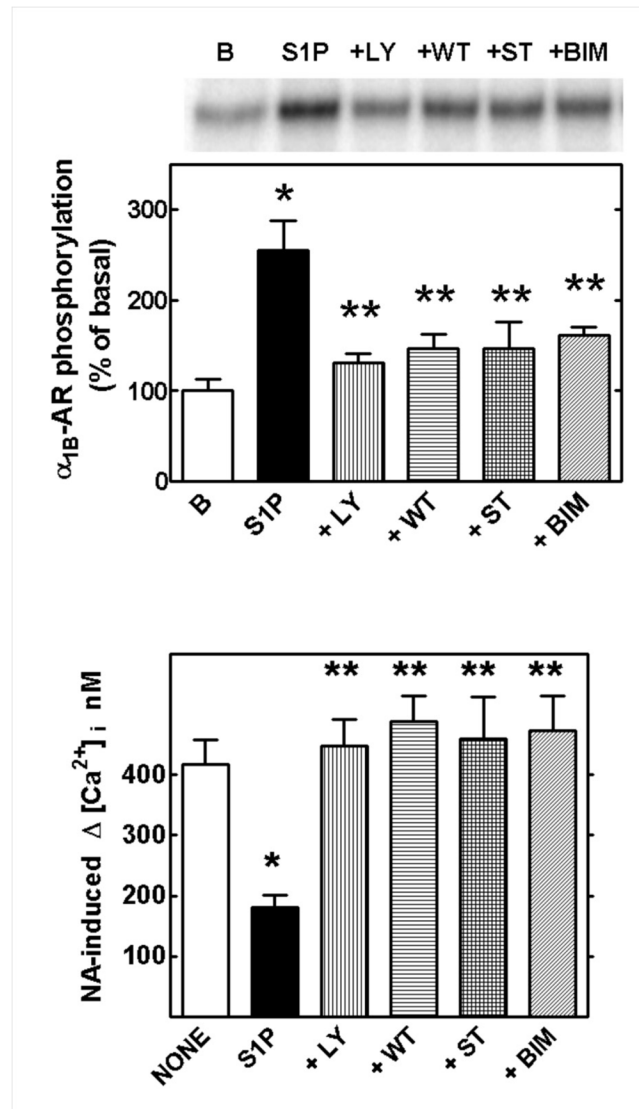 B S1P +LY +WT +ST +BIM
α1B-AR phosphorylation
(% of basal)
300
200
100
0
*
**
**
**
**
B
S1P
+ LY
+ WT
+ ST
+ BIM
NA-induced Δ [Ca2+] i nM
400
300
200
100
*
**
**
**
**
NONE
S1P
+ LY
+ WT
+ ST
+ BIM